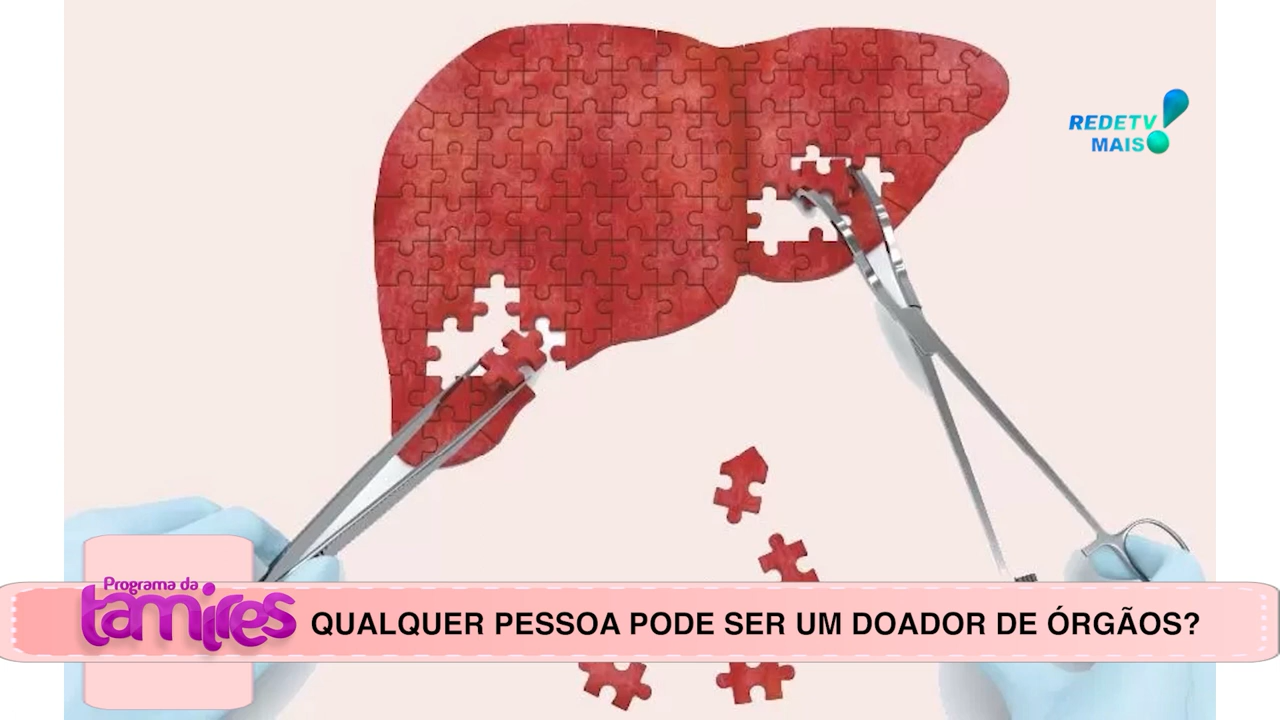 REDETV
MAIS
Programa da
tamires
QUALQUER PESSOA PODE SER UM DOADOR DE ÓRGÃOS?